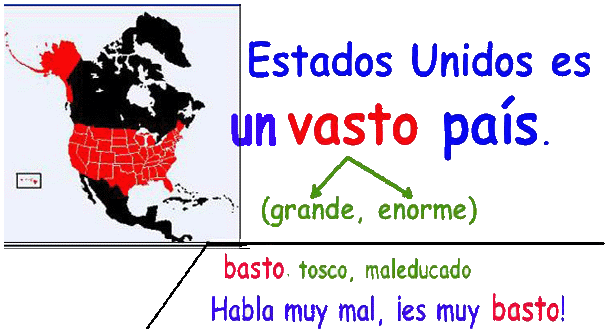 Estados Unidos es
un vasto país.
(grande, enorme)
basto. tosco, maleducado
Habla muy mal, ¡es muy basto!